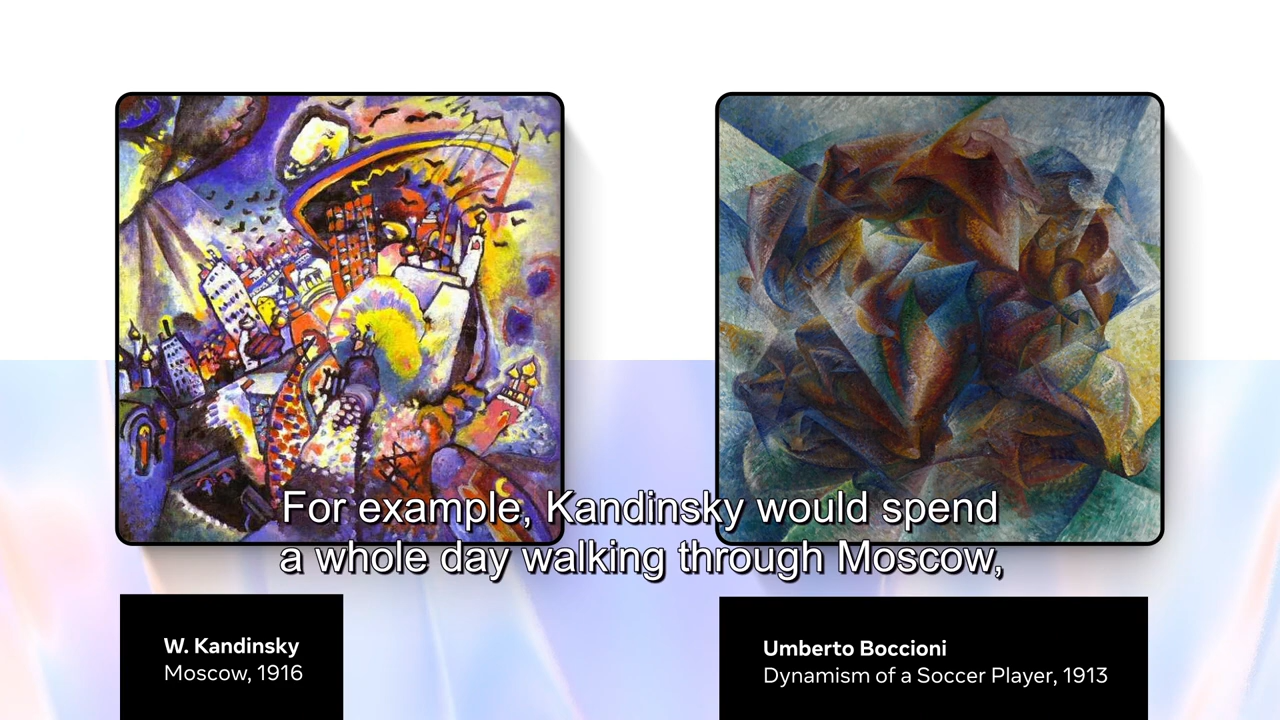 For example, Kandinsky would spend
a whole day walking through Moscow,
W. Kandinsky
Moscow, 1916
Umberto Boccioni
Dynamism of a Soccer Player, 1913